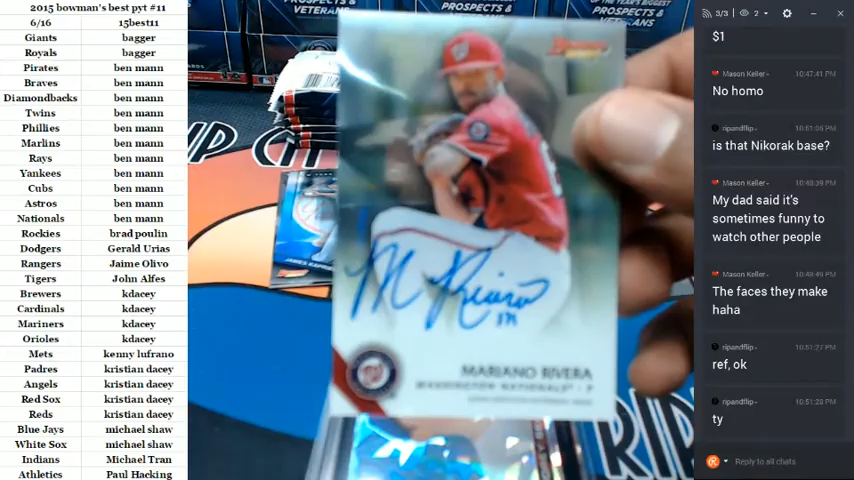 2015 bowman's best pyt #11
6/16 15best11
Giants bagger
Royals bagger
Pirates ben mann
Braves ben mann
Diamondbacks ben mann
Twins ben mann
Phillies ben mann
Marlins ben mann
Rays ben mann
Yankees ben mann
Cubs ben mann
Astros ben mann
Nationals ben mann
Rockies brad poulin
Dodgers Gerald Urias
Rangers Jaime Olivo
Tigers John Alfes
Brewers kdacey
Cardinals kdacey
Mariners kdacey
Orioles kdacey
Mets kenny lufrano
Padres kristian dacey
Angels kristian dacey
Red Sox kristian dacey
Reds kristian dacey
Blue Jays michael shaw
White Sox michael shaw
Indians Michael Tran
Athletics Paul Hacking
PROSPECTS &
VETERANS
PROSPECTS &
VETERANS
RIP
M Rivera
MARIANO RIVERA
WASHINGTON NATIONALS - P
RIP
3/3 2
$1
Mason Keller 10:47:41 PM
No homo
ripandflip 10:51:05 PM
is that Nikorak base?
Mason Keller 10:48:39 PM
My dad said it's
sometimes funny to
watch other people
Mason Keller 10:48:49 PM
The faces they make
haha
ripandflip 10:51:27 PM
ref, ok
ripandflip 10:51:28 PM
ty
Reply to all chats